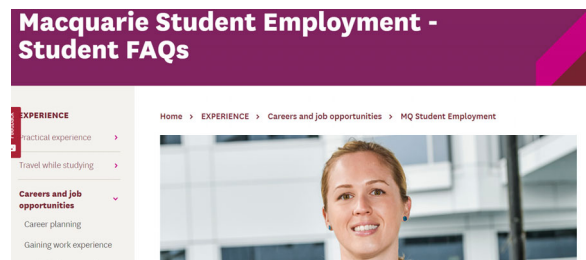 Macquarie Student Employment -
Student FAQs
EXPERIENCE
Practical experience >
Travel while studying >
Careers and job
opportunities
Career planning
Gaining work experience
Home > EXPERIENCE > Careers and job opportunities > MQ Student Employment